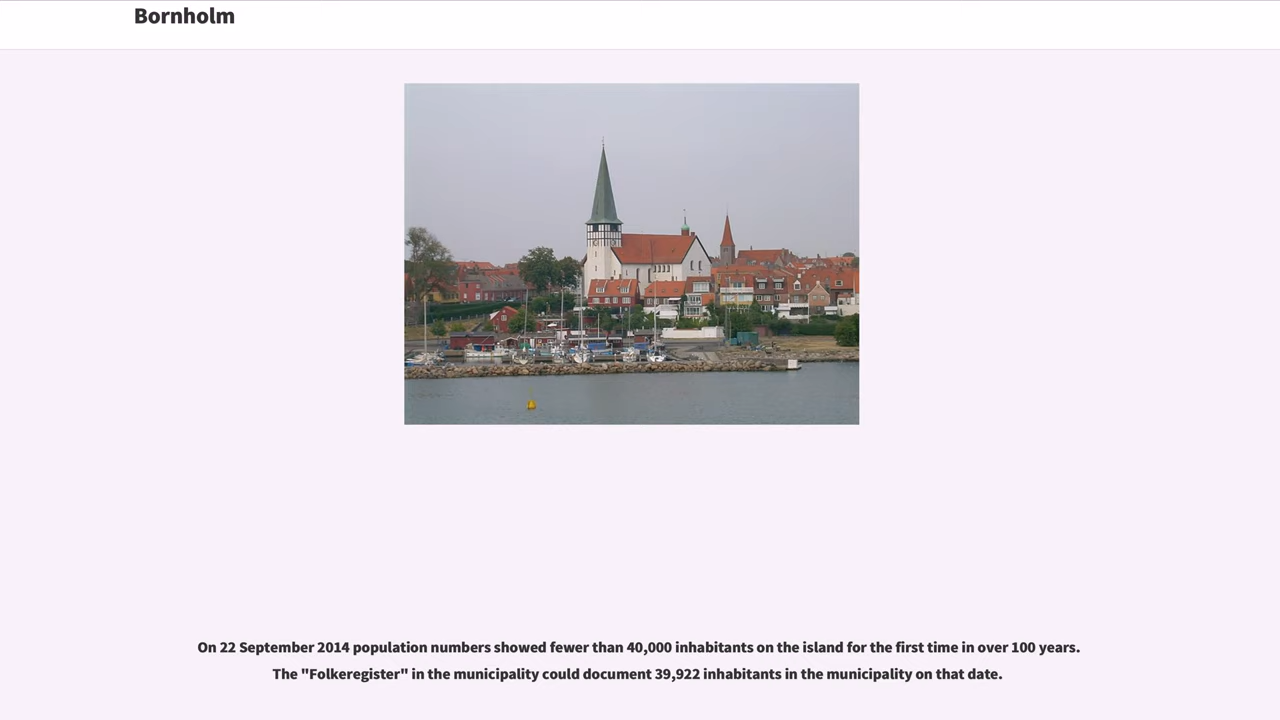 Bornholm
On 22 September 2014 population numbers showed fewer than 40,000 inhabitants on the island for the first time in over 100 years.
The "Folkeregister" in the municipality could document 39,922 inhabitants in the municipality on that date.